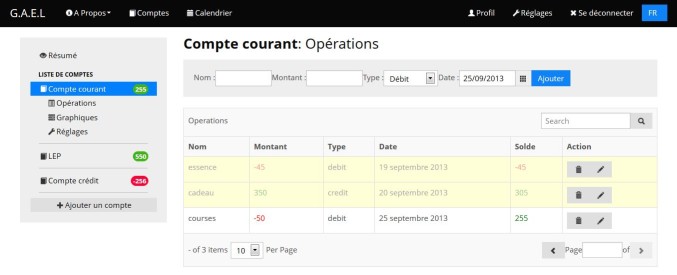 G.A.E.L A Propos Comptes Calendrier Profil Réglages Se déconnecter FR
Résumé
LISTE DE COMPTES
Compte courant 255
Opérations
Graphiques
Réglages
LEP 550
Compte crédit -256
Ajouter un compte
Compte courant: Opérations
Nom : Montant : Type : Débit Date : 25/09/2013 Ajouter
Operations Search
Nom Montant Type Date Solde Action
essence -45 debit 19 septembre 2013 -45
cadeau 350 credit 20 septembre 2013 305
courses -50 debit 25 septembre 2013 255
- of 3 items 10 Per Page Page of